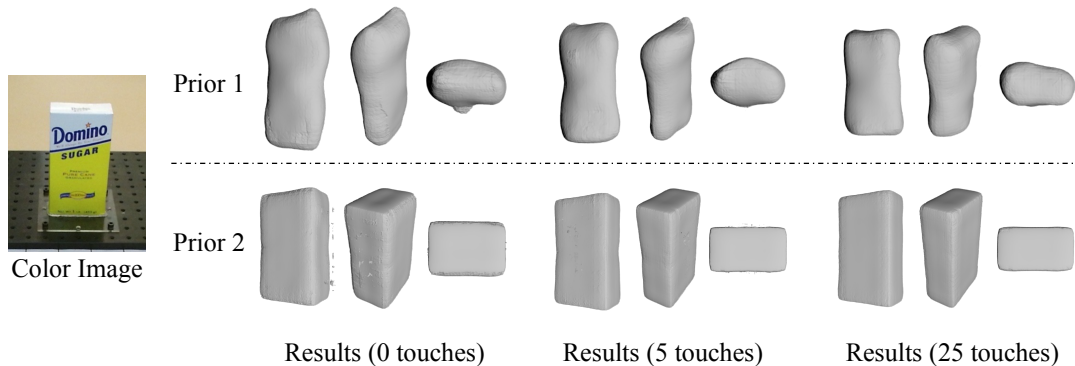 Prior 1
Domino
SUGAR
Prior 2
Color Image
Results (0 touches)
Results (5 touches)
Results (25 touches)